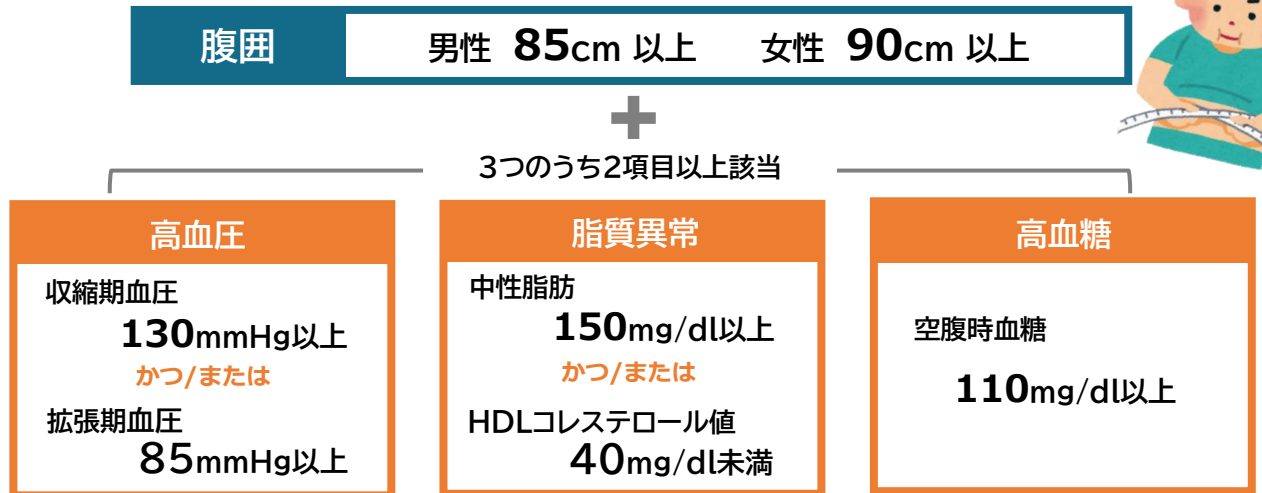 腹囲
男性 85cm 以上 女性 90cm 以上
3つのうち2項目以上該当
高血圧
収縮期血圧
130mmHg以上
かつ/または
拡張期血圧
85mmHg以上
脂質異常
中性脂肪
150mg/dl以上
かつ/または
HDLコレステロール値
40mg/dl未満
高血糖
空腹時血糖
110mg/dl以上